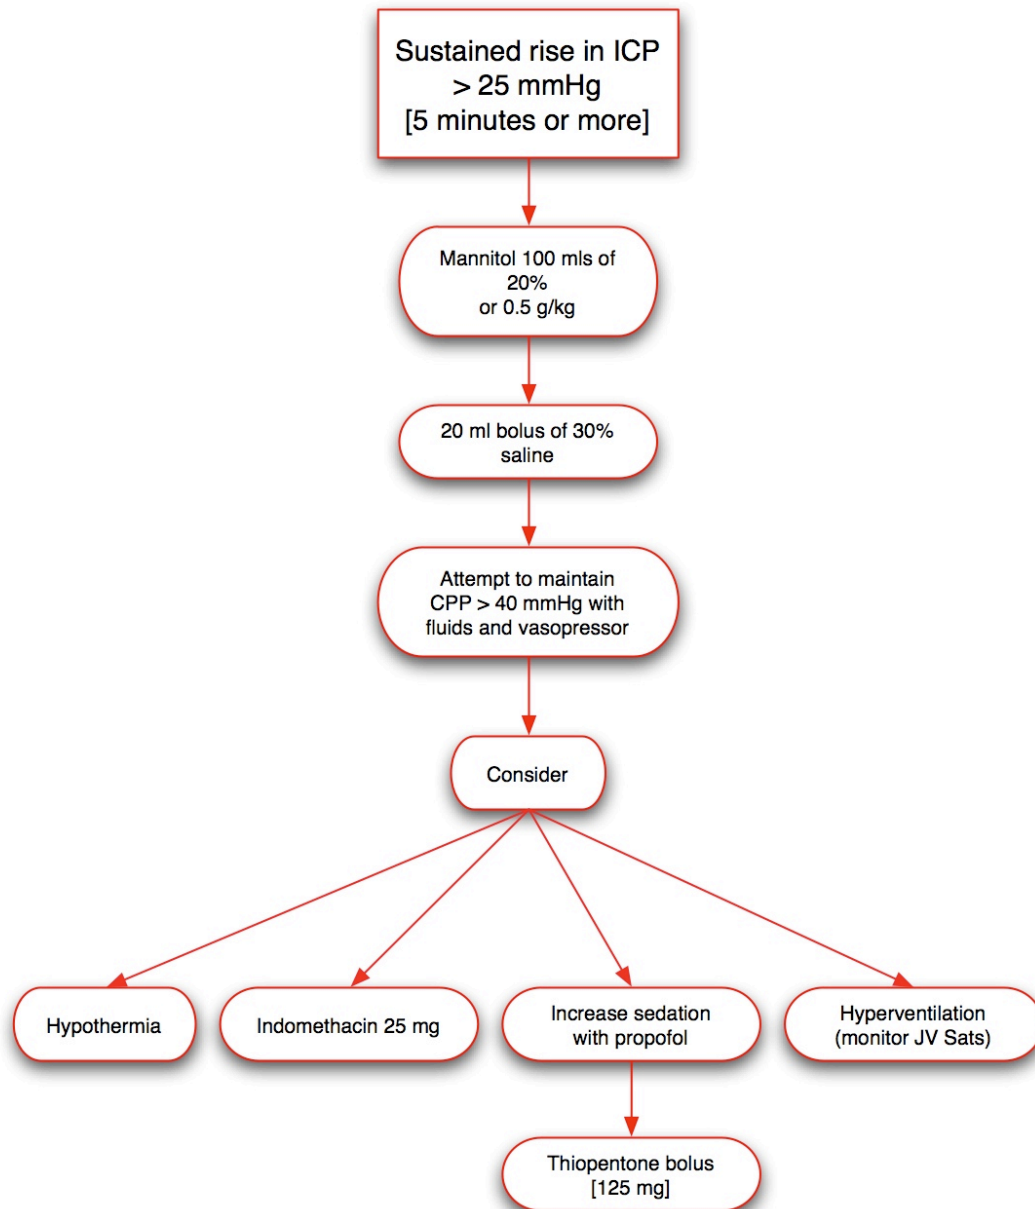 Sustained rise in ICP
> 25 mmHg
[5 minutes or more]
Mannitol 100 mls of
20%
or 0.5 g/kg
20 ml bolus of 30%
saline
Attempt to maintain
CPP > 40 mmHg with
fluids and vasopressor
Consider
Hypothermia
Indomethacin 25 mg
Increase sedation
with propofol
Hyperventilation
(monitor JV Sats)
Thiopentone bolus
[125 mg]